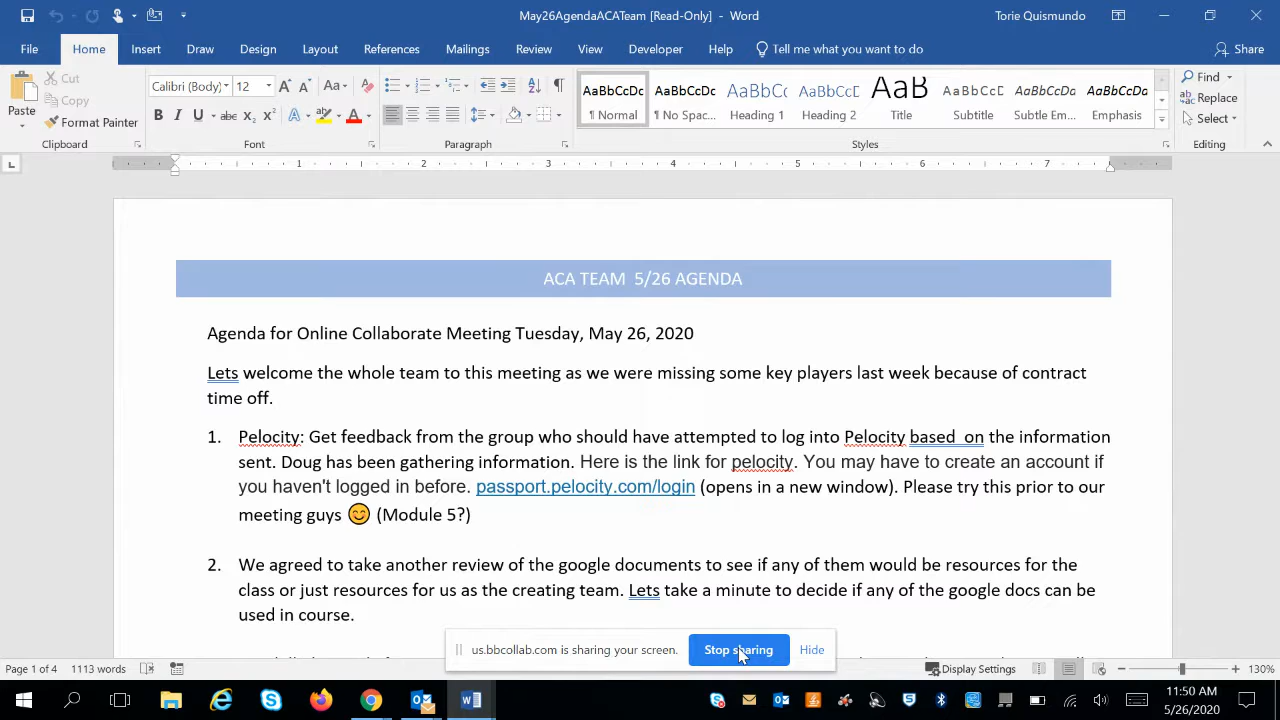 May26AgendaACATeam [Read-Only] - Word
Torie Quismundo
File Home Insert Draw Design Layout References Mailings Review View Developer Help Tell me what you want to do Share
Paste
Cut
Copy
Format Painter
Clipboard
Calibri (Body) 12
Font
Paragraph
AaBbCcDc AaBbCcDc AaBbCc AaBbCcD AaB AaBbCcD AaBbCcDc AaBbCcDc
¶ Normal ¶ No Spac... Heading 1 Heading 2 Title Subtitle Subtle Em... Emphasis
Styles
Find
Replace
Select
Editing
1 2 3 4 5 6 7
ACA TEAM 5/26 AGENDA
Agenda for Online Collaborate Meeting Tuesday, May 26, 2020
Lets welcome the whole team to this meeting as we were missing some key players last week because of contract
time off.
1. Pelocity: Get feedback from the group who should have attempted to log into Pelocity based on the information
sent. Doug has been gathering information. Here is the link for pelocity. You may have to create an account if
you haven't logged in before. passport.pelocity.com/login (opens in a new window). Please try this prior to our
meeting guys 😊 (Module 5?)
2. We agreed to take another review of the google documents to see if any of them would be resources for the
class or just resources for us as the creating team. Lets take a minute to decide if any of the google docs can be
used in course.
us.bbcollab.com is sharing your screen. Stop sharing Hide
Page 1 of 4 1113 words Display Settings 130%
11:50 AM
5/26/2020